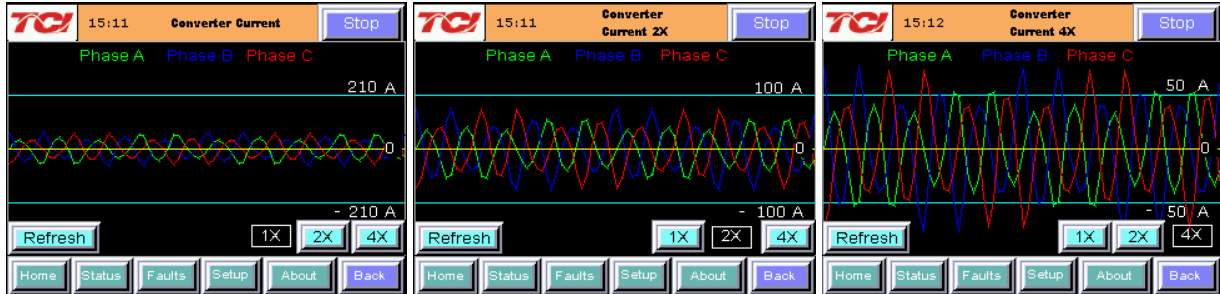 TCI 15:11 Converter Current Stop
Phase A Phase B Phase C
210 A
0
- 210 A
Refresh 1X 2X 4X
Home Status Faults Setup About Back
TCI 15:11 Converter Current 2X Stop
Phase A Phase B Phase C
100 A
0
- 100 A
Refresh 1X 2X 4X
Home Status Faults Setup About Back
TCI 15:12 Converter Current 4X Stop
Phase A Phase B Phase C
50 A
0
- 50 A
Refresh 1X 2X 4X
Home Status Faults Setup About Back